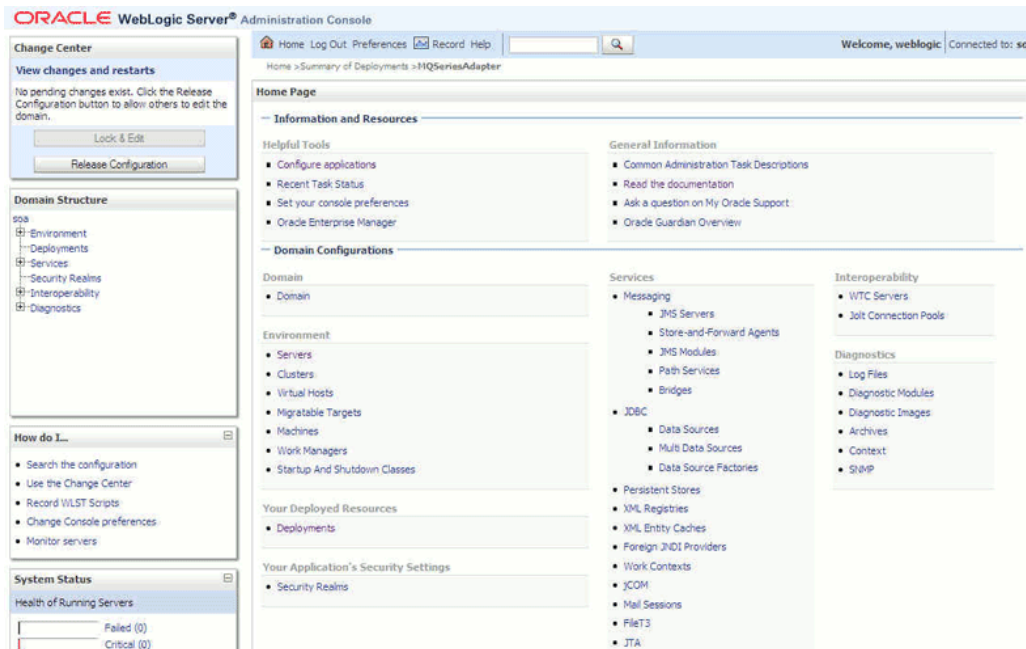 ORACLE WebLogic Server® Administration Console
Change Center
View changes and restarts
No pending changes exist. Click the Release
Configuration button to allow others to edit the
domain.
Lock & Edit
Release Configuration
Domain Structure
soa
Environment
Deployments
Services
Security Realms
Interoperability
Diagnostics
How do I...
Search the configuration
Use the Change Center
Record WLST Scripts
Change Console preferences
Monitor servers
System Status
Health of Running Servers
Failed (0)
Critical (0)
Home Log Out Preferences Record Help
Welcome, weblogic Connected to:
Home >Summary of Deployments >MQSeriesAdapter
Home Page
Information and Resources
Helpful Tools
Configure applications
Recent Task Status
Set your console preferences
Oracle Enterprise Manager
General Information
Common Administration Task Descriptions
Read the documentation
Ask a question on My Oracle Support
Oracle Guardian Overview
Domain Configurations
Domain
Domain
Environment
Servers
Clusters
Virtual Hosts
Migratable Targets
Machines
Work Managers
Startup And Shutdown Classes
Your Deployed Resources
Deployments
Your Application's Security Settings
Security Realms
Services
Messaging
JMS Servers
Store-and-Forward Agents
JMS Modules
Path Services
Bridges
JDBC
Data Sources
Multi Data Sources
Data Source Factories
Persistent Stores
XML Registries
XML Entity Caches
Foreign JNDI Providers
Work Contexts
jCOM
Mail Sessions
FileT3
JTA
Interoperability
WTC Servers
Jolt Connection Pools
Diagnostics
Log Files
Diagnostic Modules
Diagnostic Images
Archives
Context
SNMP